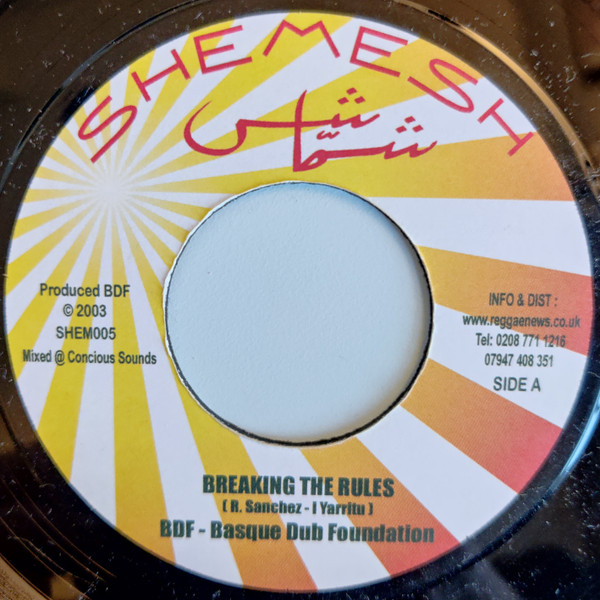 SHEMESH
Produced BDF
© 2003
SHEM005
Mixed @ Concious Sounds
INFO & DIST :
www.reggaenews.co.uk
Tel: 0208 771 1216
07947 408 351
SIDE A
BREAKING THE RULES
( R. Sanchez - I Yarritu )
BDF - Basque Dub Foundation